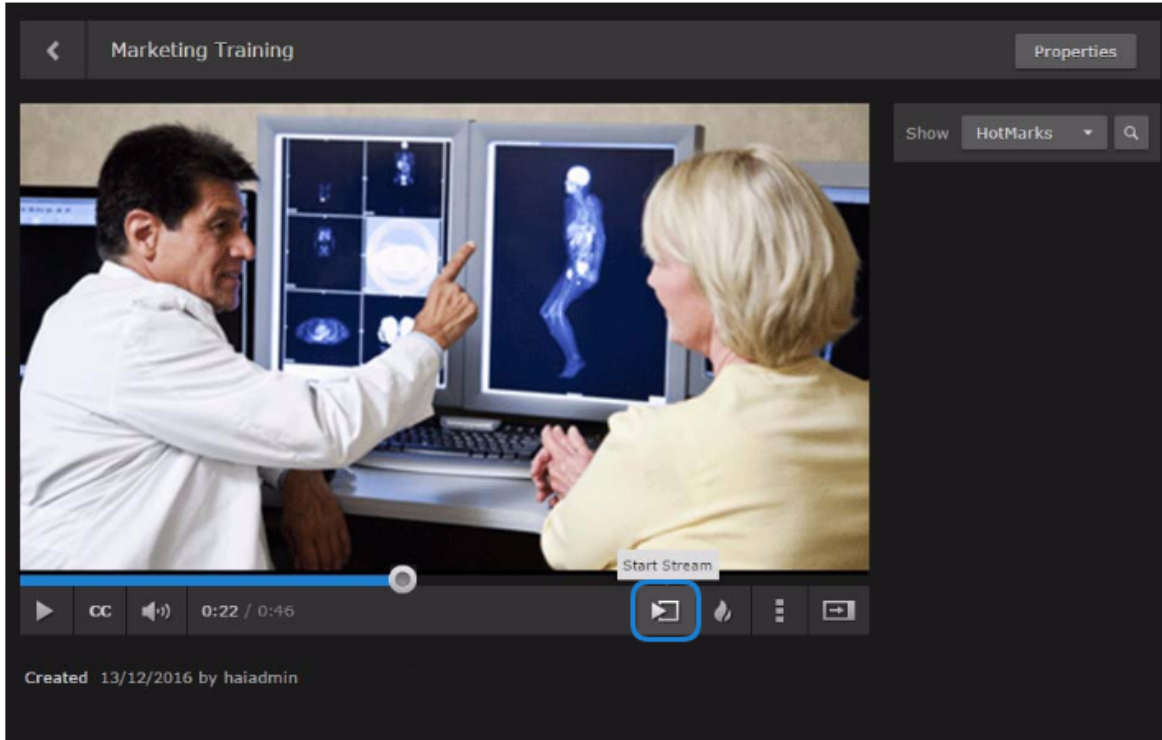 Marketing Training
Properties
Show HotMarks
Start Stream
CC 0:22 / 0:46
Created 13/12/2016 by haiadmin